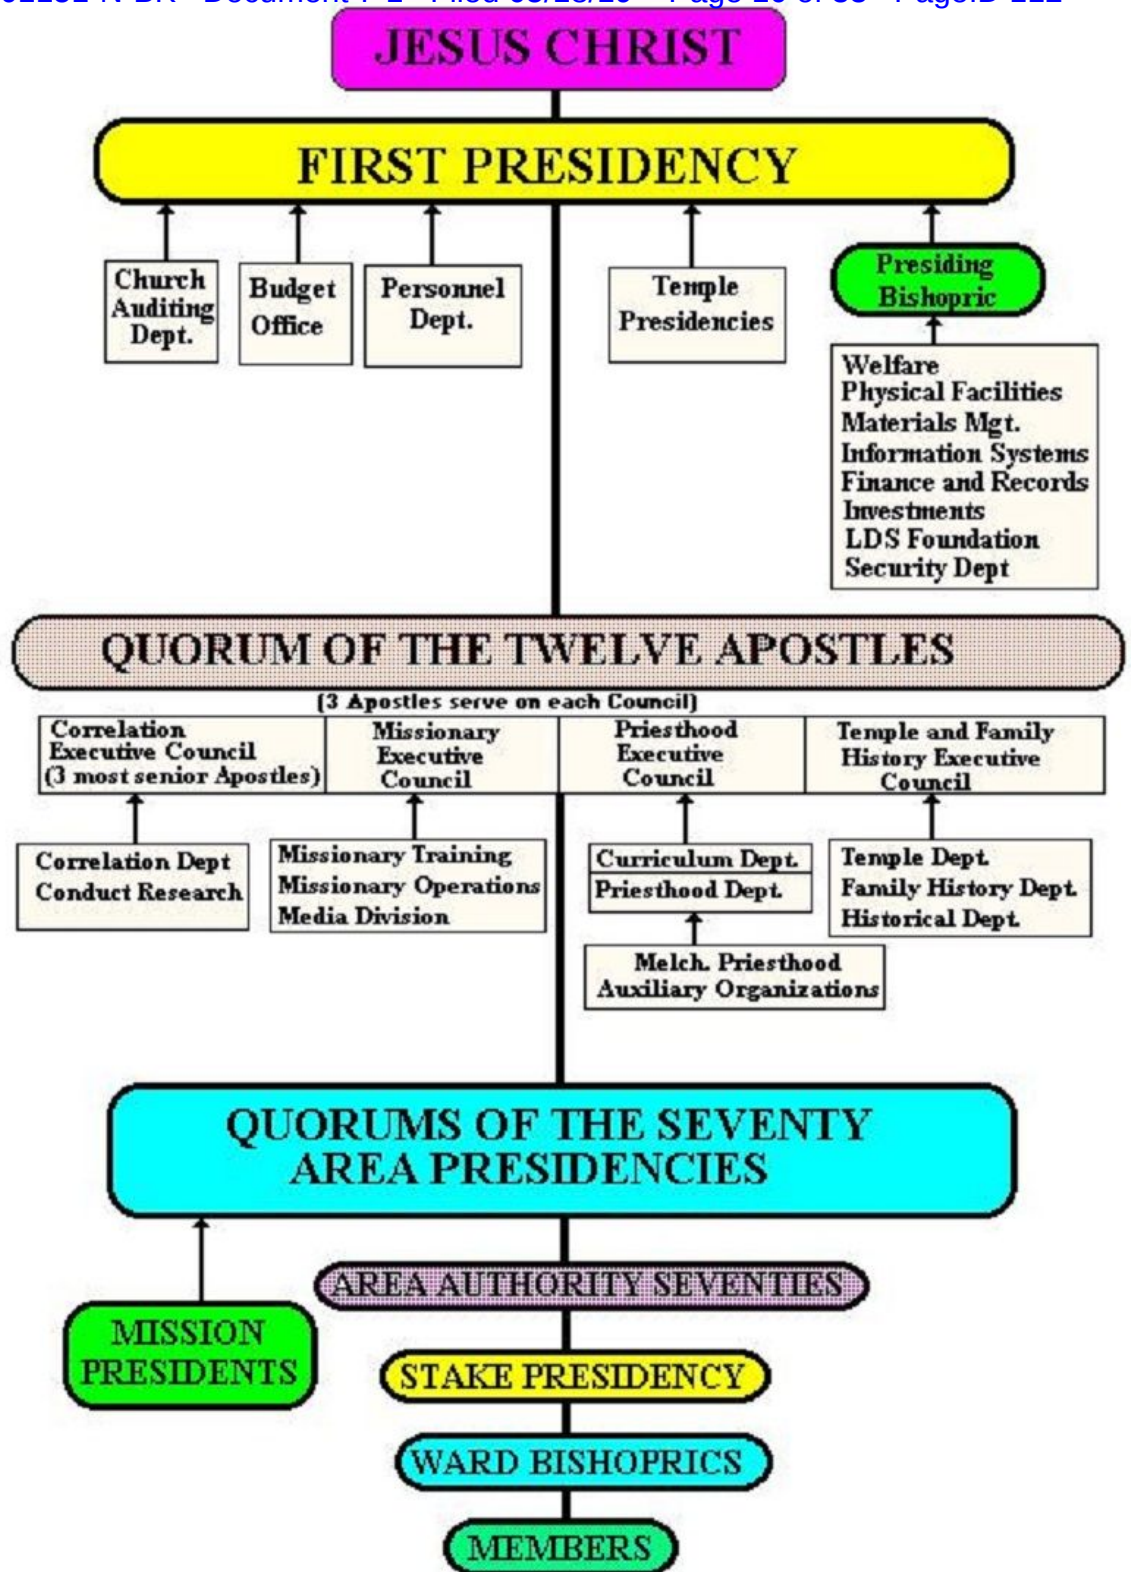 JESUS CHRIST
FIRST PRESIDENCY
Church
Auditing
Dept.
Budget
Office
Personnel
Dept.
Temple
Presidencies
Presiding
Bishopric
Welfare
Physical Facilities
Materials Mgt.
Information Systems
Finance and Records
Investments
LDS Foundation
Security Dept
QUORUM OF THE TWELVE APOSTLES
(3 Apostles serve on each Council)
Correlation
Executive Council
(3 most senior Apostles)
Missionary
Executive
Council
Priesthood
Executive
Council
Temple and Family
History Executive
Council
Correlation Dept
Conduct Research
Missionary Training
Missionary Operations
Media Division
Curriculum Dept.
Priesthood Dept.
Melch. Priesthood
Auxiliary Organizations
Temple Dept.
Family History Dept.
Historical Dept.
QUORUMS OF THE SEVENTY
AREA PRESIDENCIES
AREA AUTHORITY SEVENTIES
MISSION
PRESIDENTS
STAKE PRESIDENCY
WARD BISHOPRICS
MEMBERS